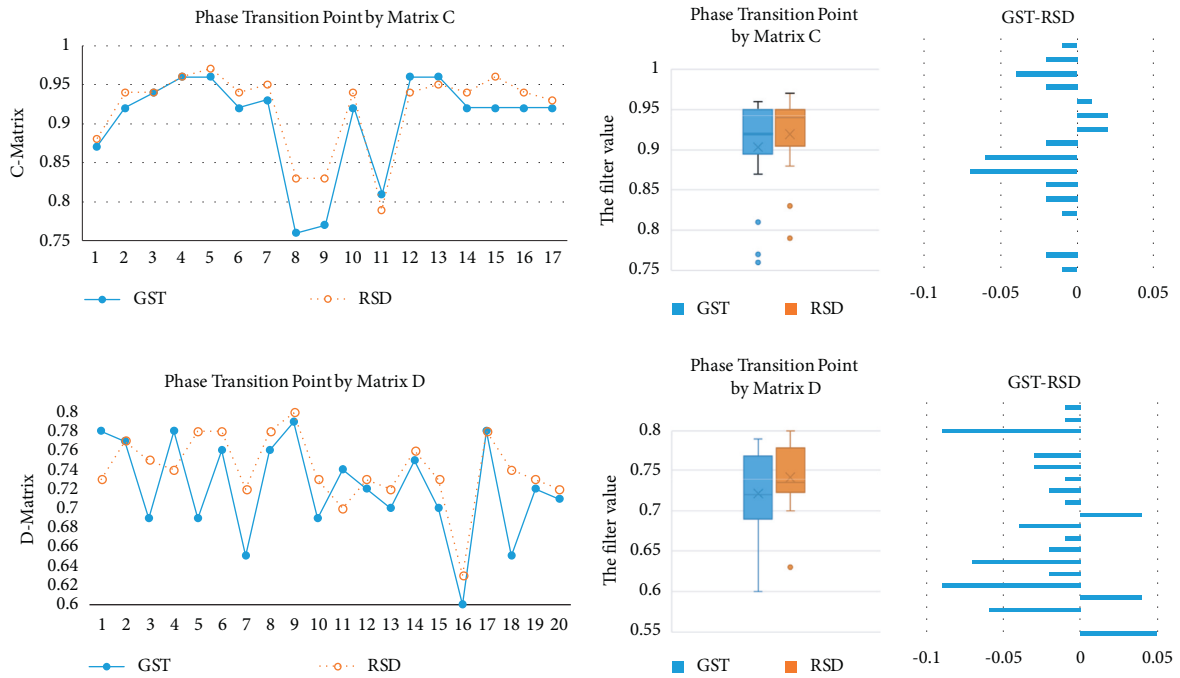 Phase Transition Point by Matrix C
C-Matrix
1
0.95
0.9
0.85
0.8
0.75
1 2 3 4 5 6 7 8 9 10 11 12 13 14 15 16 17
GST RSD
Phase Transition Point
by Matrix C
The filter value
1
0.95
0.9
0.85
0.8
0.75
GST RSD
GST-RSD
-0.1 -0.05 0 0.05
Phase Transition Point by Matrix D
D-Matrix
0.8
0.78
0.76
0.74
0.72
0.7
0.68
0.66
0.64
0.62
0.6
1 2 3 4 5 6 7 8 9 10 11 12 13 14 15 16 17 18 19 20
GST RSD
Phase Transition Point
by Matrix D
The filter value
0.8
0.75
0.7
0.65
0.6
0.55
GST RSD
GST-RSD
-0.1 -0.05 0 0.05